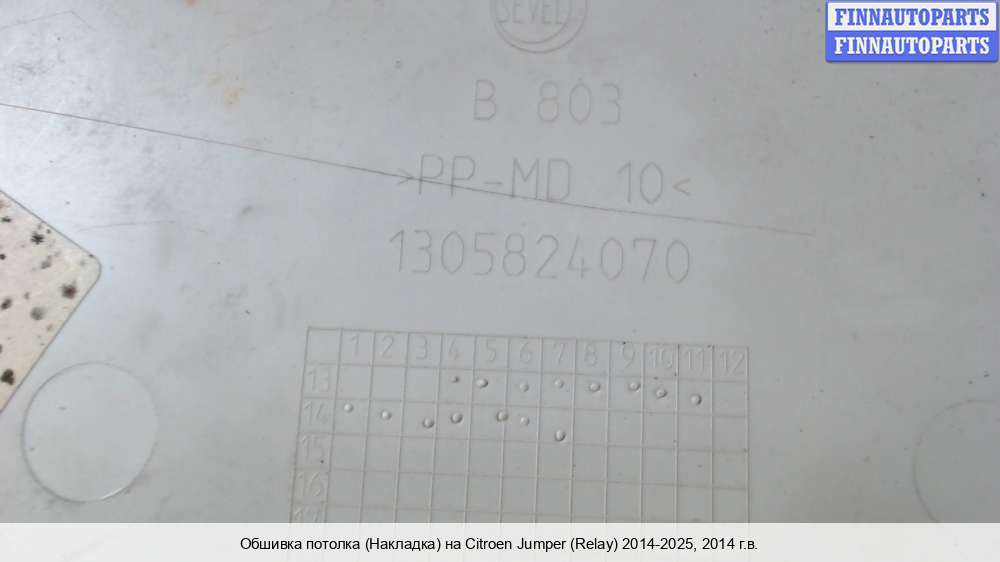 FINNAUTOPARTS
FINNAUTOPARTS
SEVEL
B 803
>PP-MD 10<
1305824070
1 2 3 4 5 6 7 8 9 10 11 12
13
14
15
16
17
Обшивка потолка (Накладка) на Citroen Jumper (Relay) 2014-2025, 2014 г.в.